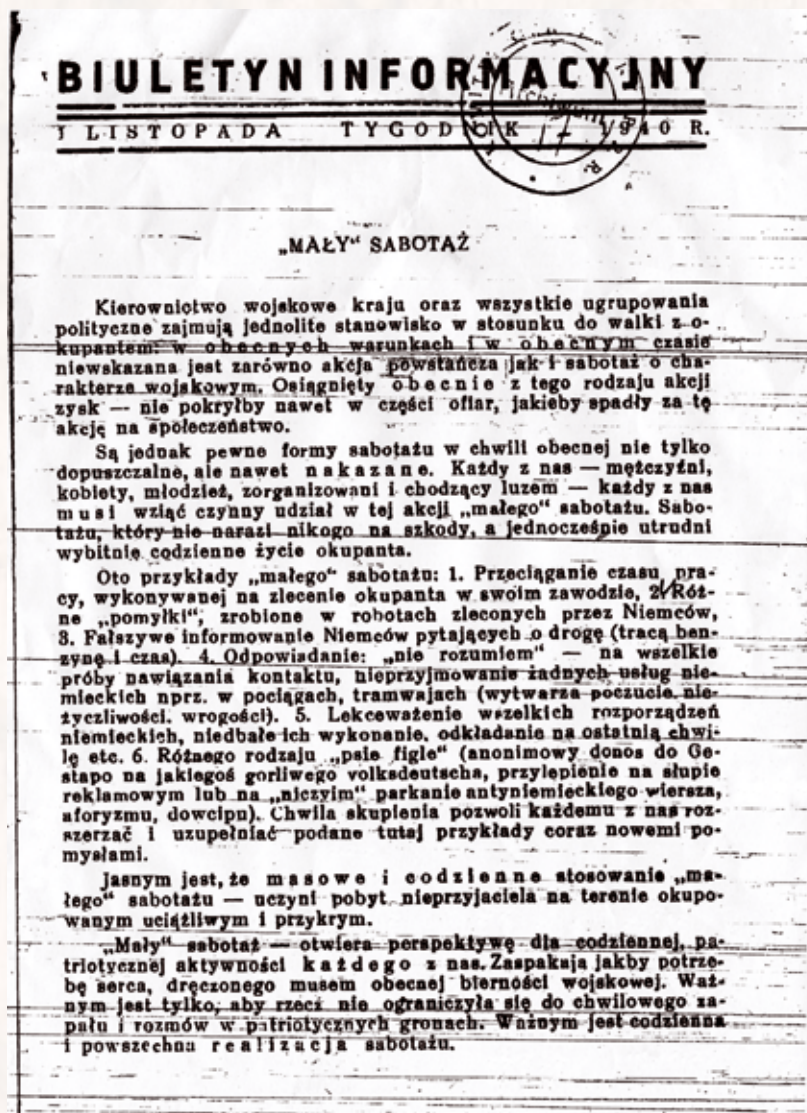 BIULETYN INFORMACYJNY
1 LISTOPADA TYGODNIK 1940 R.
Archiwum
„MAŁY“ SABOTAŻ
Kierownictwo wojskowe kraju oraz wszystkie ugrupowania
polityczne zajmują jednolite stanowisko w stosunku do walki z o-
kupantem: w obecnych warunkach i w obecnym czasie
niewskazana jest zarówno akcja powstańcza jak i sabotaż o cha-
rakterze wojskowym. Osiągnięty obecnie z tego rodzaju akcji
zysk — nie pokryłby nawet w części ofiar, jakieby spadły za tę
akcję na społeczeństwo.
Są jednak pewne formy sabotażu w chwili obecnej nie tylko
dopuszczalne, ale nawet nakazane. Każdy z nas — mężczyźni,
kobiety, młodzież, zorganizowani i chodzący luzem — każdy z nas
musi wziąć czynny udział w tej akcji „małego“ sabotażu. Sabo-
tażu, który nie narazi nikogo na szkody, a jednocześnie utrudni
wybitnie codzienne życie okupanta.
Oto przykłady „małego“ sabotażu: 1. Przeciąganie czasu pra-
cy, wykonywanej na zlecenie okupanta w swoim zawodzie, 2. Róż-
ne „pomyłki“, zrobione w robotach zleconych przez Niemców,
3. Fałszywe informowanie Niemców pytających o drogę (tracą ben-
zynę i czas). 4. Odpowiadanie: „nie rozumiem“ — na wszelkie
próby nawiązania kontaktu, nieprzyjmowanie żadnych usług nie-
mieckich nprz. w pociągach, tramwajach (wytwarza poczucie nie-
życzliwości. wrogości). 5. Lekceważenie wszelkich rozporządzeń
niemieckich, niedbałe ich wykonanie, odkładanie na ostatnią chwi-
lę etc. 6. Różnego rodzaju „psie figle“ (anonimowy donos do Ge-
stapo na jakiegoś gorliwego volksdeutscha, przylepienie na słupie
reklamowym lub na „niczyim“ parkanie antyniemieckiego wiersza,
aforyzmu, dowcipu). Chwila skupienia pozwoli każdemu z nas roz-
szerzać i uzupełniać podane tutaj przykłady coraz nowemi po-
mysłami.
Jasnym jest, że masowe i codzienne stosowanie „ma-
łego“ sabotażu — uczyni pobyt nieprzyjaciela na terenie okupo-
wanym uciążliwym i przykrym.
„Mały“ sabotaż — otwiera perspektywę dla codziennej, pa-
triotycznej aktywności każdego z nas. Zaspakaja jakby potrze-
bę serca, dręczonego musem obecnej bierności wojskowej. Waż-
nym jest tylko, aby rzecz nie ograniczyła się do chwilowego za-
pału i rozmów w patriotycznych gronach. Ważnym jest codzienna
i powszechna realizacja sabotażu.